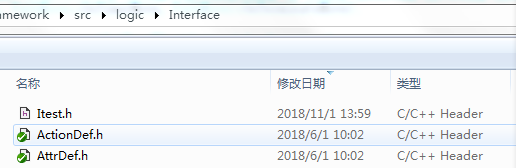 amework ▸ src ▸ logic ▸ Interface
名称 修改日期 类型
Itest.h 2018/11/1 13:59 C/C++ Header
ActionDef.h 2018/6/1 10:02 C/C++ Header
AttrDef.h 2018/6/1 10:02 C/C++ Header